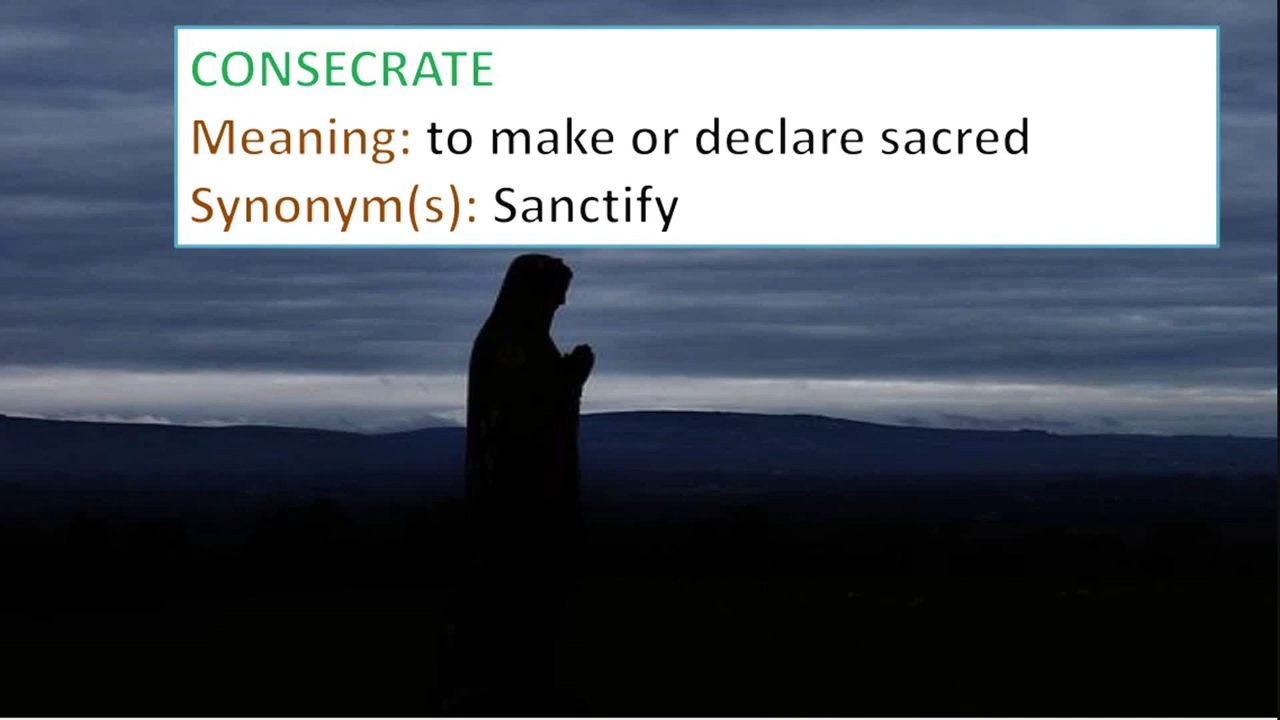 CONSECRATE
Meaning: to make or declare sacred
Synonym(s): Sanctify